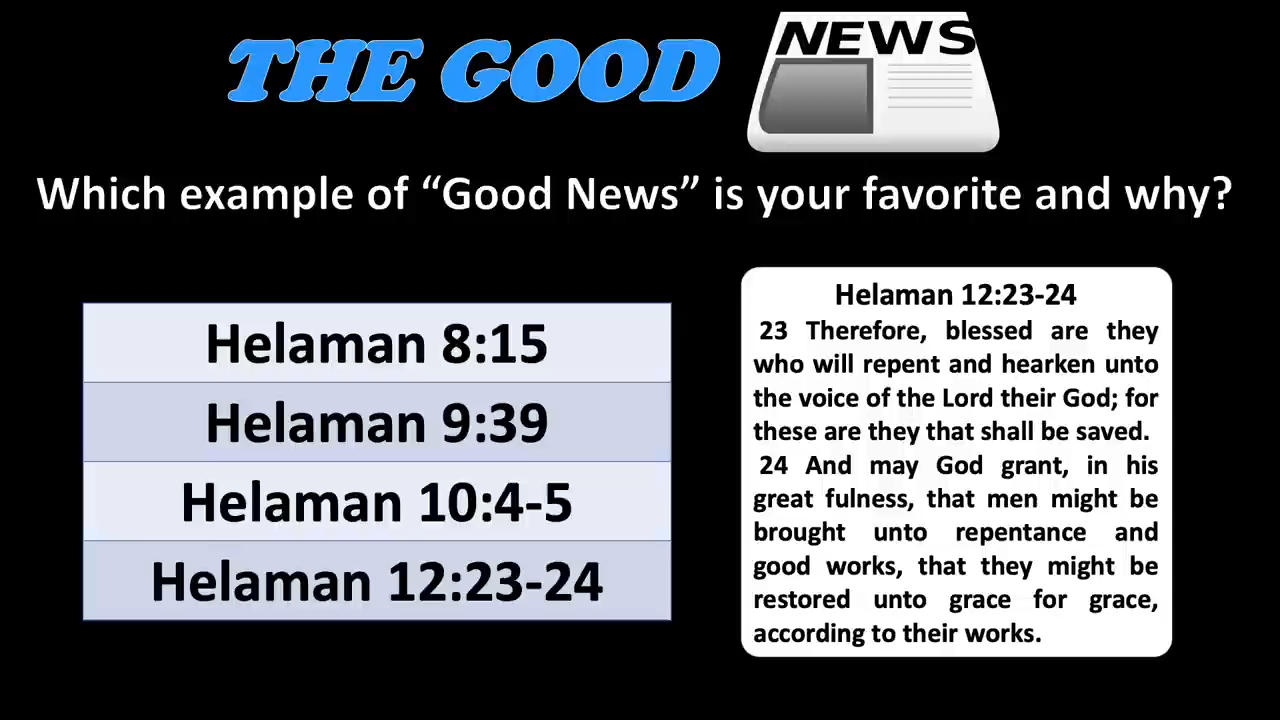 THE GOOD NEWS
Which example of “Good News” is your favorite and why?
Helaman 8:15
Helaman 9:39
Helaman 10:4-5
Helaman 12:23-24
Helaman 12:23-24
23 Therefore, blessed are they
who will repent and hearken unto
the voice of the Lord their God; for
these are they that shall be saved.
24 And may God grant, in his
great fulness, that men might be
brought unto repentance and
good works, that they might be
restored unto grace for grace,
according to their works.